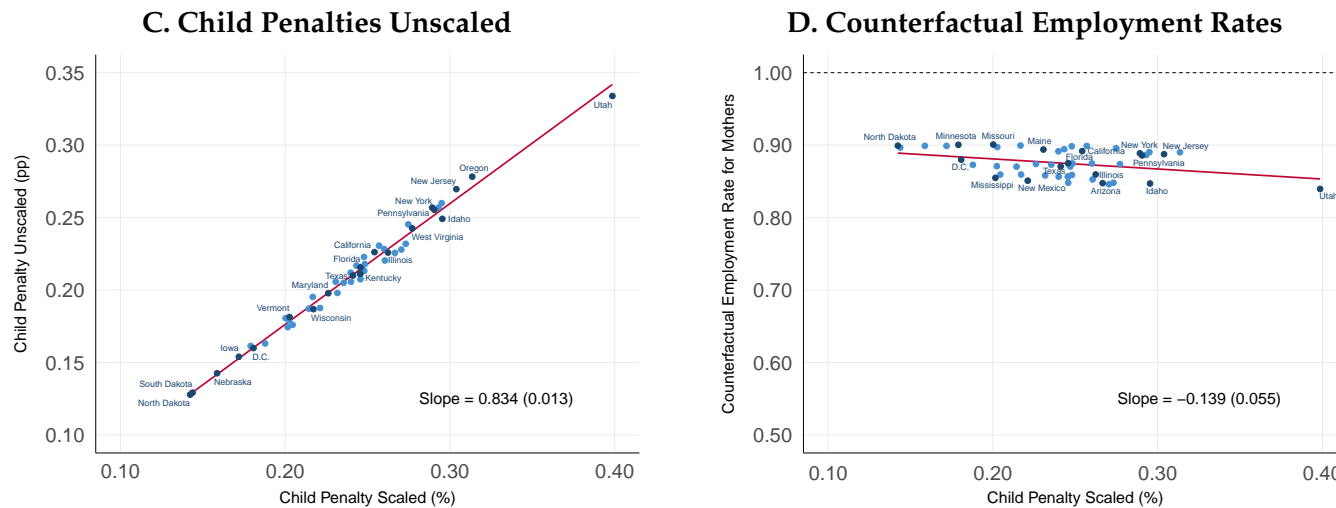 C. Child Penalties Unscaled
Child Penalty Unscaled (pp)
0.35
0.30
0.25
0.20
0.15
0.10
Utah
Oregon
New Jersey
New York
Pennsylvania
Idaho
West Virginia
California
Illinois
Florida
Texas
Kentucky
Maryland
Vermont
Wisconsin
Iowa
D.C.
Nebraska
South Dakota
North Dakota
Slope = 0.834 (0.013)
0.10 0.20 0.30 0.40
Child Penalty Scaled (%)
D. Counterfactual Employment Rates
Counterfactual Employment Rate for Mothers
1.00
0.90
0.80
0.70
0.60
0.50
North Dakota
Minnesota
Missouri
Maine
California
New York
New Jersey
D.C.
Florida
Texas
Pennsylvania
Mississippi
New Mexico
Illinois
Arizona
Idaho
Utah
Slope = −0.139 (0.055)
0.10 0.20 0.30 0.40
Child Penalty Scaled (%)